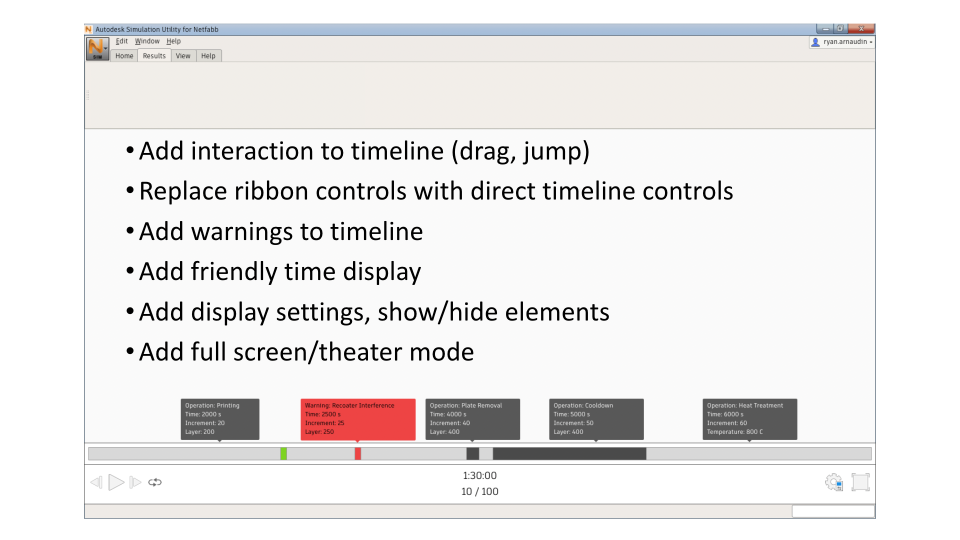 Autodesk Simulation Utility for Netfabb
Edit Window Help
ryan.arnaudin
Home Results View Help
• Add interaction to timeline (drag, jump)
• Replace ribbon controls with direct timeline controls
• Add warnings to timeline
• Add friendly time display
• Add display settings, show/hide elements
• Add full screen/theater mode
Operation: Printing
Time: 2000 s
Increment: 20
Layer: 200
Warning: Recoater Interference
Time: 2500 s
Increment: 25
Layer: 250
Operation: Plate Removal
Time: 4000 s
Increment: 40
Layer: 400
Operation: Cooldown
Time: 5000 s
Increment: 50
Layer: 400
Operation: Heat Treatment
Time: 6000 s
Increment: 60
Temperature: 800 C
1:30:00
10 / 100